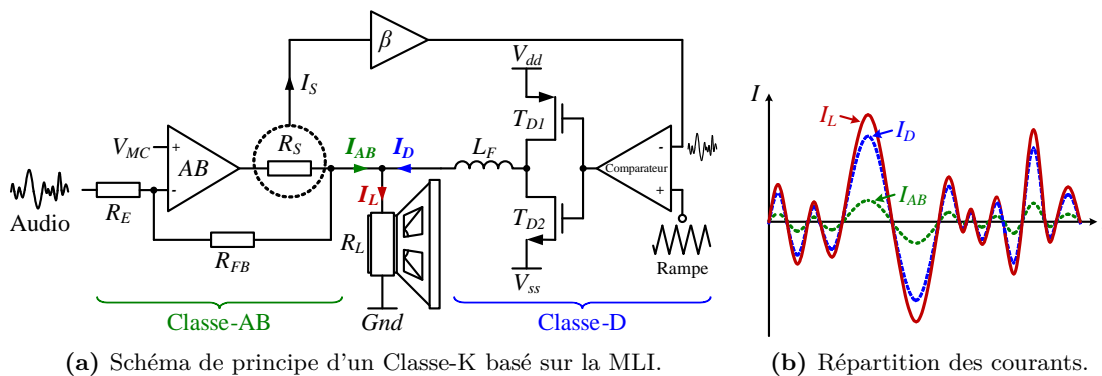 β
V_dd
I_S
T_D1
I
I_L
I_D
V_MC
+
AB
-
R_S
I_AB
I_D
L_F
Comparateur
-
+
I_AB
Audio
R_E
I_L
T_D2
R_FB
R_L
Rampe
V_ss
Gnd
Classe-AB
Classe-D
(a) Schéma de principe d'un Classe-K basé sur la MLI.
(b) Répartition des courants.